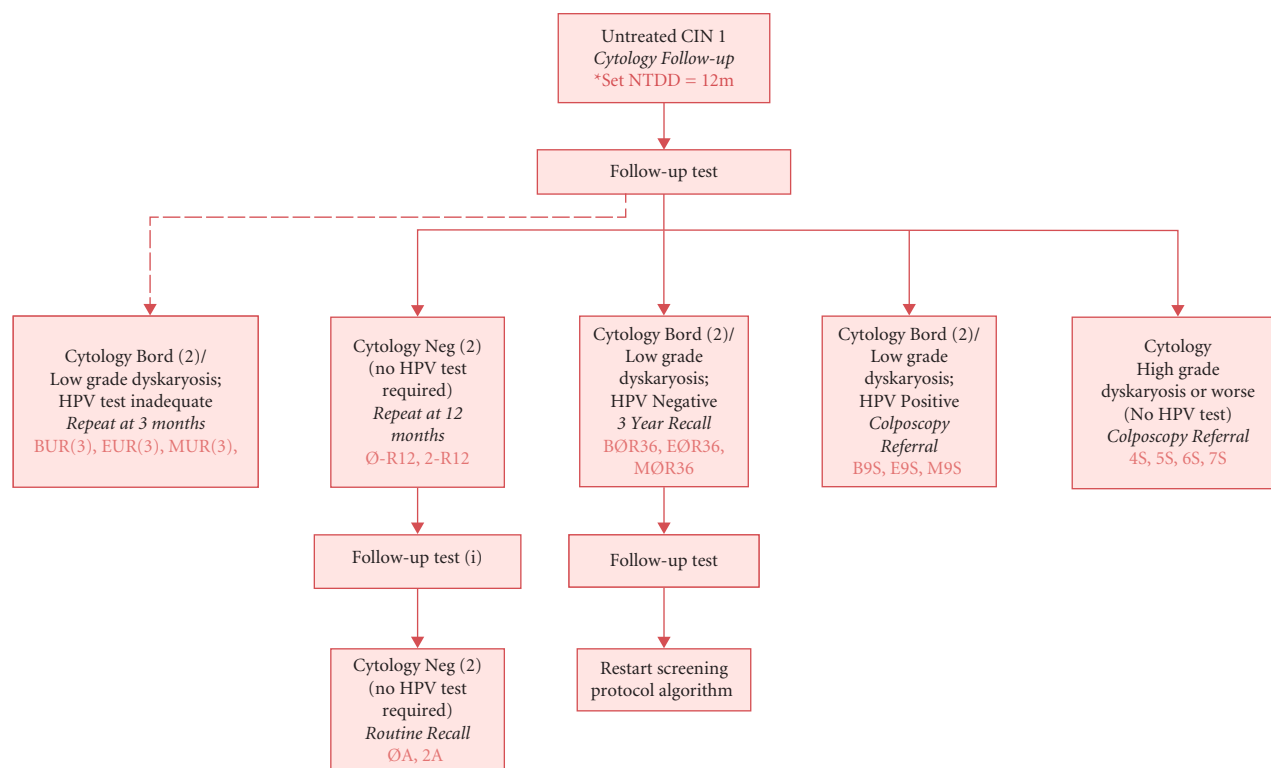 Untreated CIN 1
Cytology Follow-up
*Set NTDD = 12m
Follow-up test
Cytology Bord (2)/
Low grade dyskaryosis;
HPV test inadequate
Repeat at 3 months
BUR(3), EUR(3), MUR(3),
Cytology Neg (2)
(no HPV test
required)
Repeat at 12
months
Ø-R12, 2-R12
Cytology Bord (2)/
Low grade
dyskaryosis;
HPV Negative
3 Year Recall
BØR36, EØR36,
MØR36
Cytology Bord (2)/
Low grade
dyskaryosis;
HPV Positive
Colposcopy
Referral
B9S, E9S, M9S
Cytology
High grade
dyskaryosis or worse
(No HPV test)
Colposcopy Referral
4S, 5S, 6S, 7S
Follow-up test (i)
Follow-up test
Cytology Neg (2)
(no HPV test
required)
Routine Recall
ØA, 2A
Restart screening
protocol algorithm